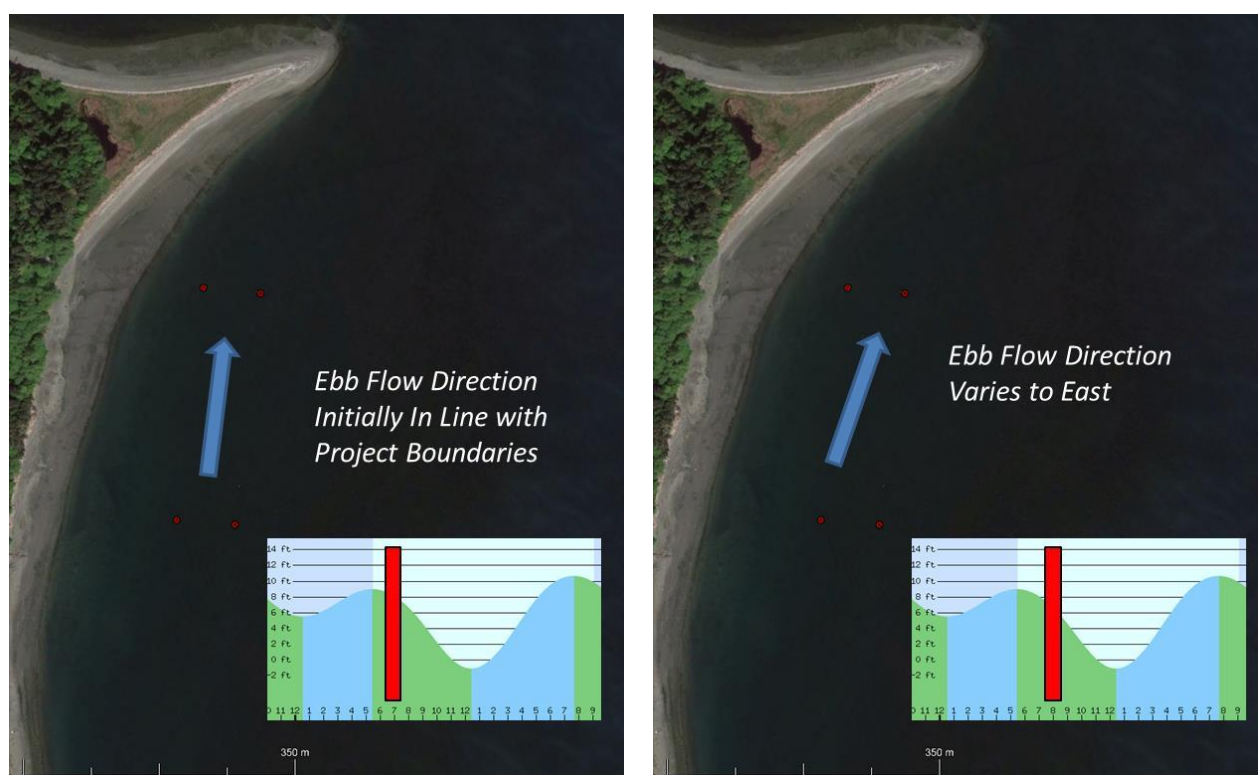 Ebb Flow Direction
Initially In Line with
Project Boundaries
14 ft
12 ft
10 ft
8 ft
6 ft
4 ft
2 ft
0 ft
-2 ft
0 11 12 1 2 3 4 5 6 7 8 9 10 11 12 1 2 3 4 5 6 7 8 9
350 m
Ebb Flow Direction
Varies to East
14 ft
12 ft
10 ft
8 ft
6 ft
4 ft
2 ft
0 ft
-2 ft
0 11 12 1 2 3 4 5 6 7 8 9 10 11 12 1 2 3 4 5 6 7 8 9
350 m